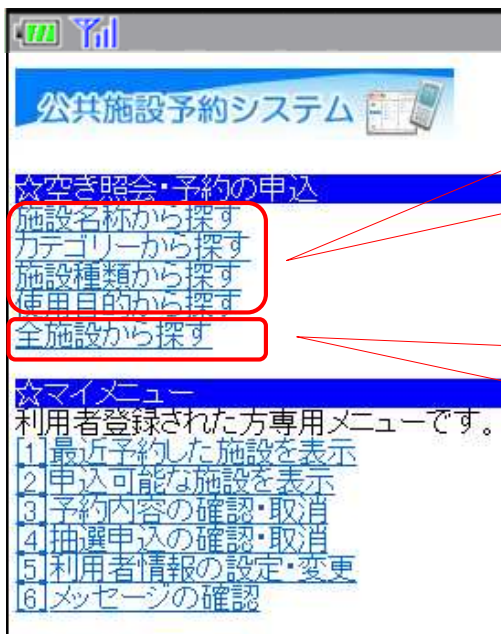 公共施設予約システム
☆空き照会・予約の申込
施設名称から探す
カテゴリーから探す
施設種類から探す
使用目的から探す
全施設から探す
☆マイメニュー
利用者登録された方専用メニューです。
[1]最近予約した施設を表示
[2]申込可能な施設を表示
[3]予約内容の確認・取消
[4]抽選申込の確認・取消
[5]利用者情報の設定・変更
[6]メッセージの確認